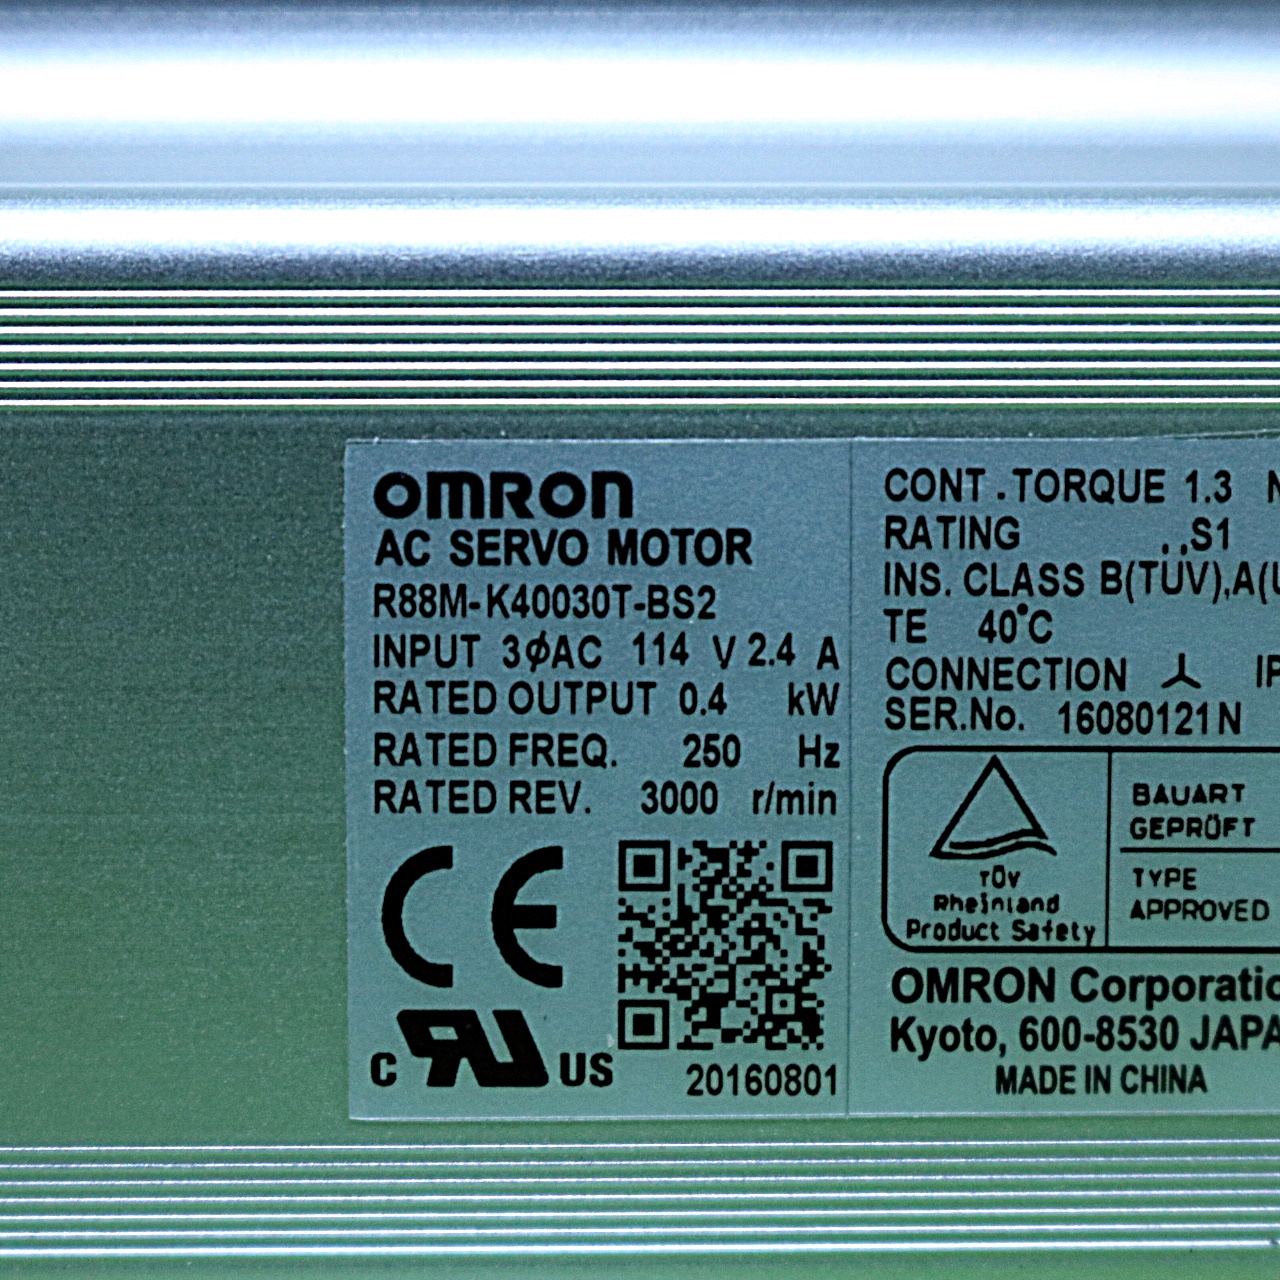 OMRON
AC SERVO MOTOR
R88M-K40030T-BS2
INPUT 3ϕAC 114 V 2.4 A
RATED OUTPUT 0.4 kW
RATED FREQ. 250 Hz
RATED REV. 3000 r/min
CE
C RU US
20160801
CONT.TORQUE 1.3
RATING S1
INS. CLASS B(TÜV),A(
TE 40°C
CONNECTION IP
SER.No. 16080121N
TÜV
Rheinland
Product Safety
BAUART
GEPRÜFT
TYPE
APPROVED
OMRON Corporatio
Kyoto, 600-8530 JAPA
MADE IN CHINA